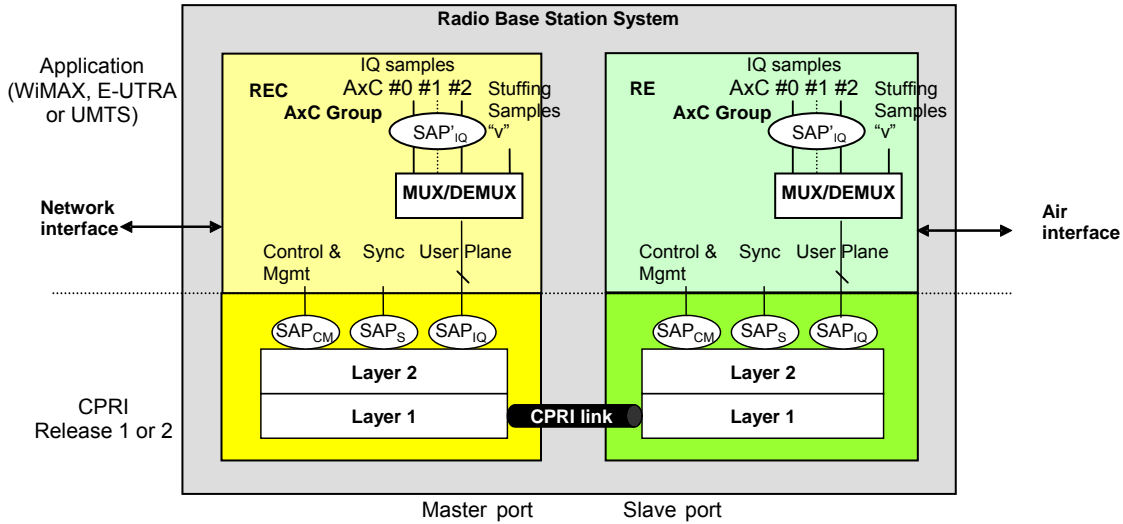 Radio Base Station System
Application
(WiMAX, E-UTRA
or UMTS)
REC
IQ samples
AxC #0 #1 #2
AxC Group
Stuffing
Samples
"v"
SAP'IQ
MUX/DEMUX
Network
interface
Control &
Mgmt
Sync
User Plane
RE
IQ samples
AxC #0 #1 #2
AxC Group
Stuffing
Samples
"v"
SAP'IQ
MUX/DEMUX
Air
interface
Control &
Mgmt
Sync
User Plane
CPRI
Release 1 or 2
SAPCM
SAPS
SAPIQ
Layer 2
Layer 1
CPRI link
SAPCM
SAPS
SAPIQ
Layer 2
Layer 1
Master port
Slave port